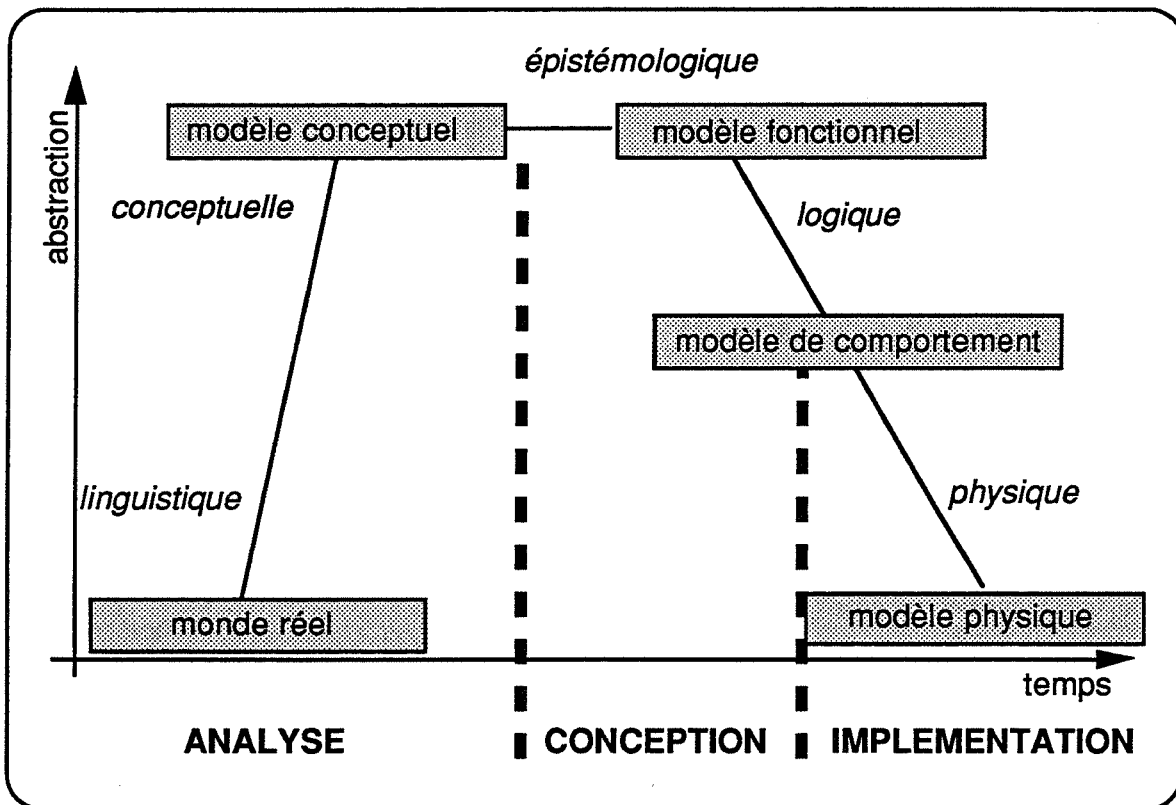 épistémologique
modèle conceptuel
modèle fonctionnel
abstraction
conceptuelle
logique
modèle de comportement
linguistique
physique
monde réel
modèle physique
temps
ANALYSE
CONCEPTION
IMPLEMENTATION